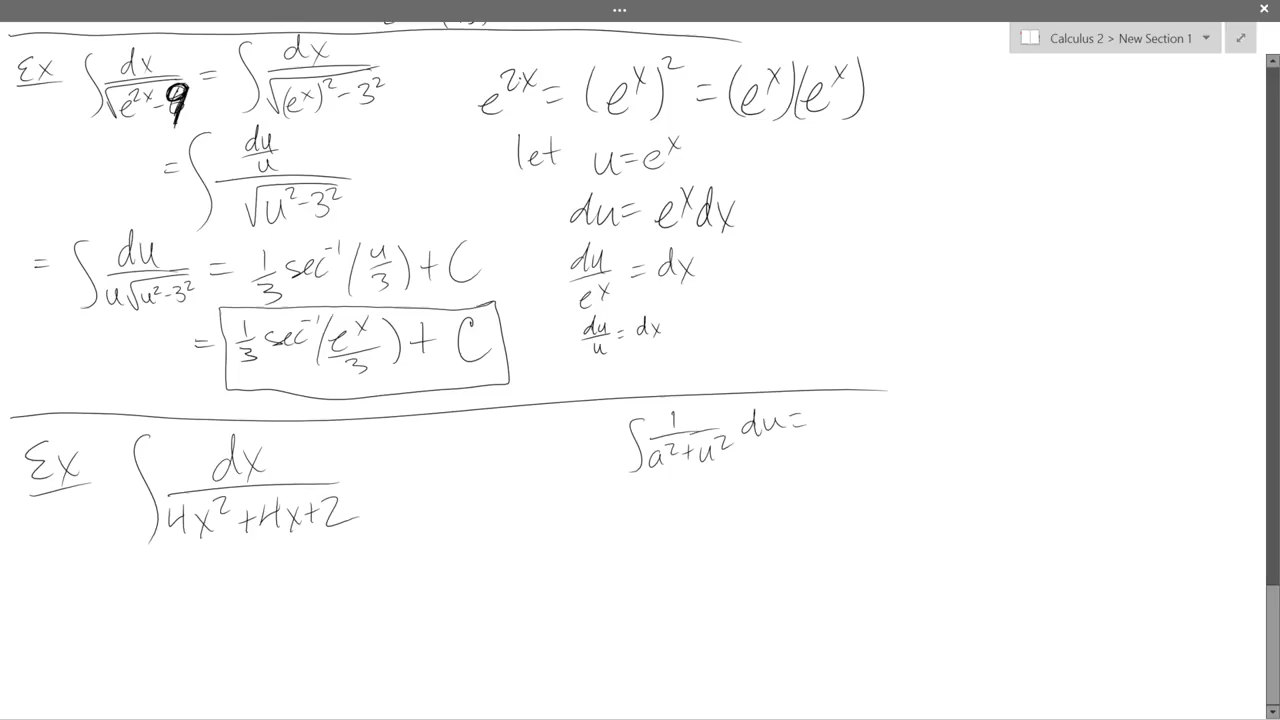 ...
Calculus 2 > New Section 1
Ex ∫ dx/√(e^(2x) - 9) = ∫ dx/√((e^x)^2 - 3^2)
e^(2x) = (e^x)^2 = (e^x)(e^x)
let u = e^x
= ∫ (du/u)/√(u^2 - 3^2)
du = e^x dx
= ∫ du/(u√(u^2 - 3^2)) = 1/3 sec^(-1)(u/3) + C
du/e^x = dx
= 1/3 sec^(-1)(e^x/3) + C
du/u = dx
Ex ∫ dx/(4x^2 + 4x + 2)
∫ 1/(a^2 + u^2) du =